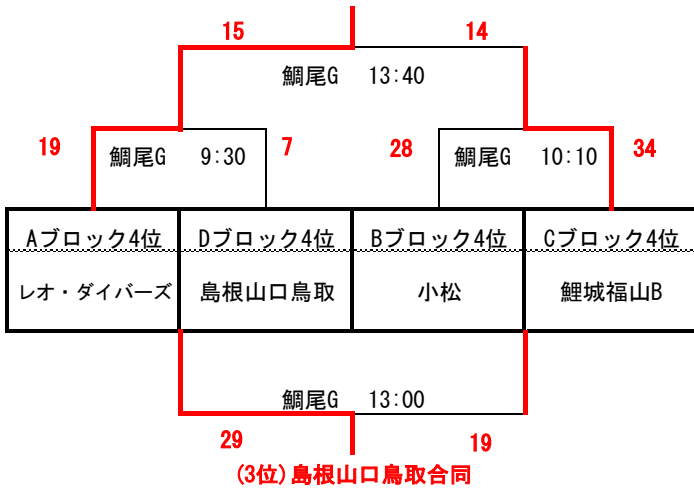 15 14
鯛尾G 13:40
19 鯛尾G 9:30 7 28 鯛尾G 10:10 34
Aブロック4位 Dブロック4位 Bブロック4位 Cブロック4位
レオ・ダイバーズ 島根山口鳥取 小松 鯉城福山B
鯛尾G 13:00
29 19
(3位)島根山口鳥取合同